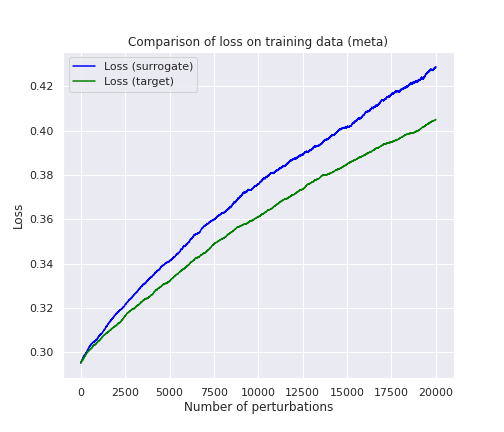 Comparison of loss on training data (meta)
Loss (surrogate)
Loss (target)
0.42
0.40
0.38
0.36
0.34
0.32
0.30
Loss
0 2500 5000 7500 10000 12500 15000 17500 20000
Number of perturbations